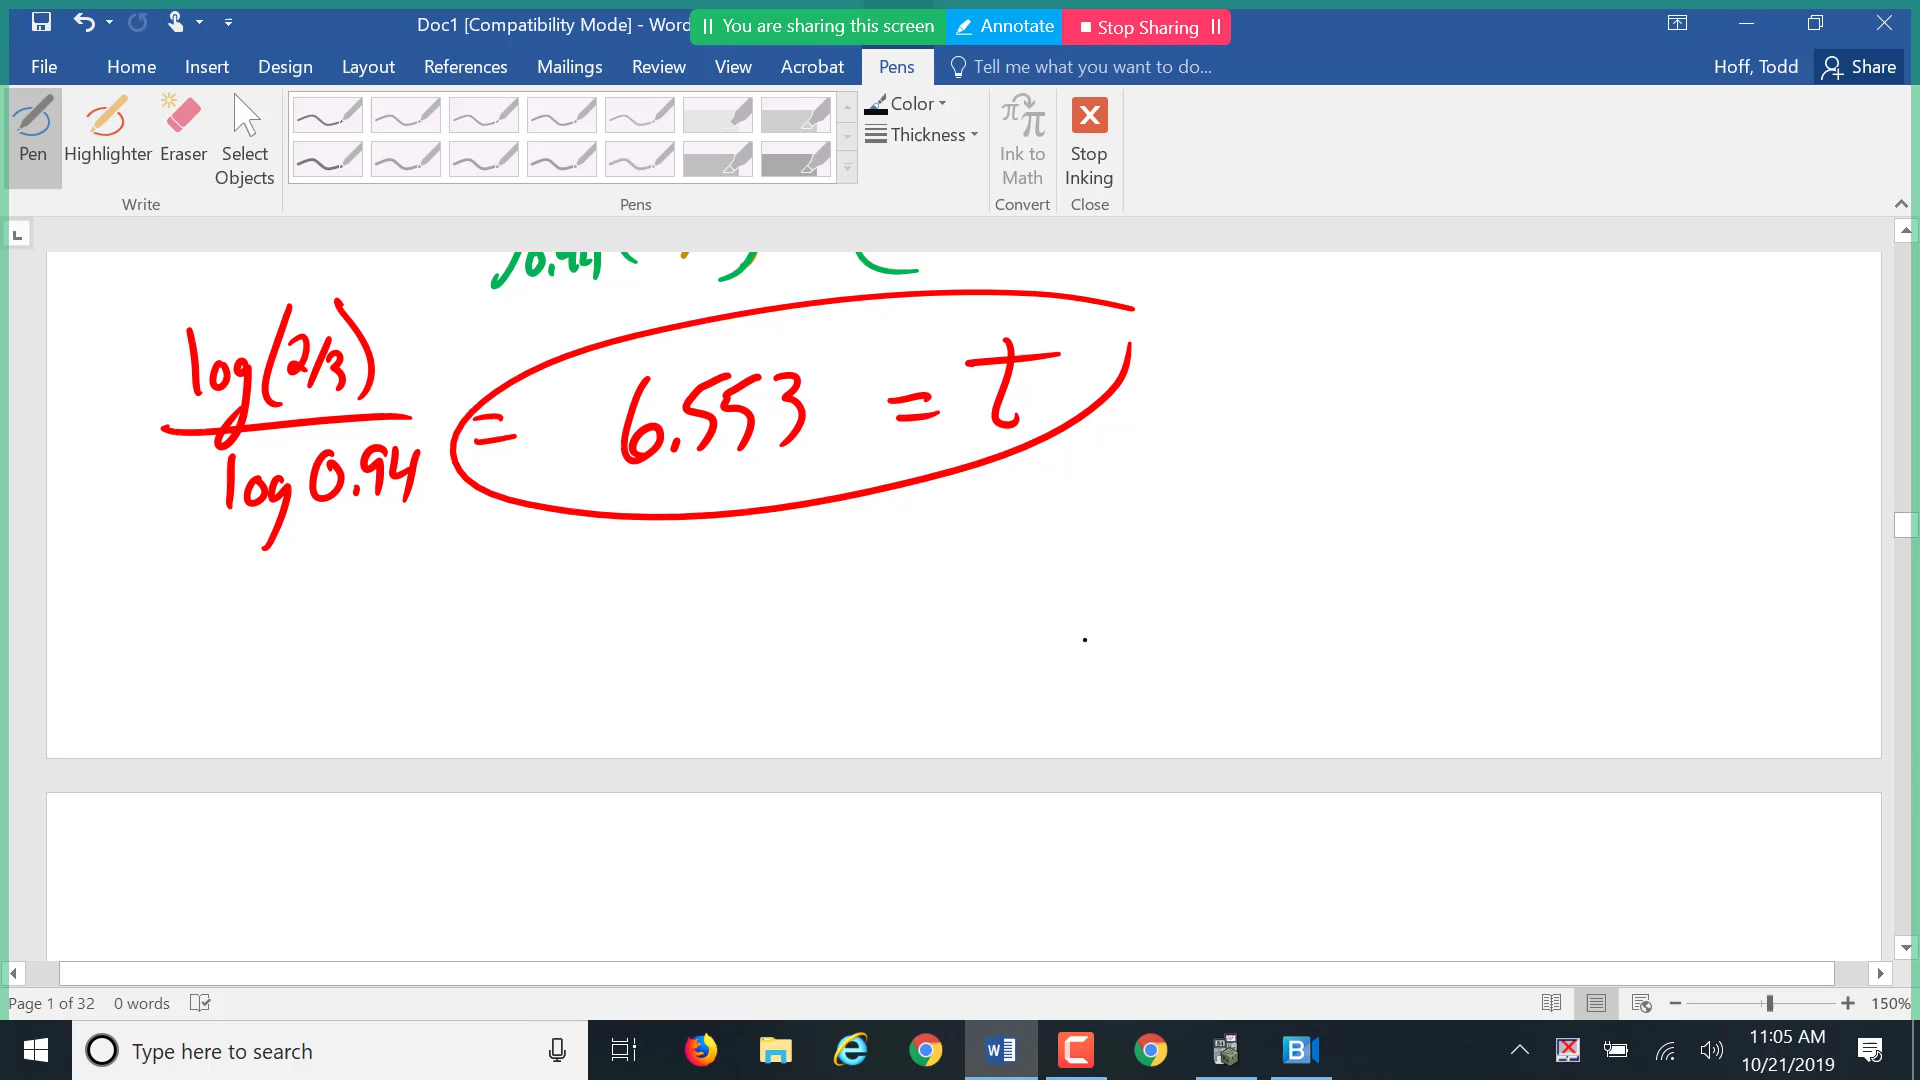 Doc1 [Compatibility Mode] - Word
You are sharing this screen
Annotate
Stop Sharing
File Home Insert Design Layout References Mailings Review View Acrobat Pens Tell me what you want to do... Hoff, Todd Share
Pen Highlighter Eraser Select Objects
Write
Pens
Color
Thickness
Ink to Math
Convert
Stop Inking
Close
log(2/3)
log 0.94
= 6.553 = t
Page 1 of 32 0 words
150%
Type here to search
11:05 AM
10/21/2019